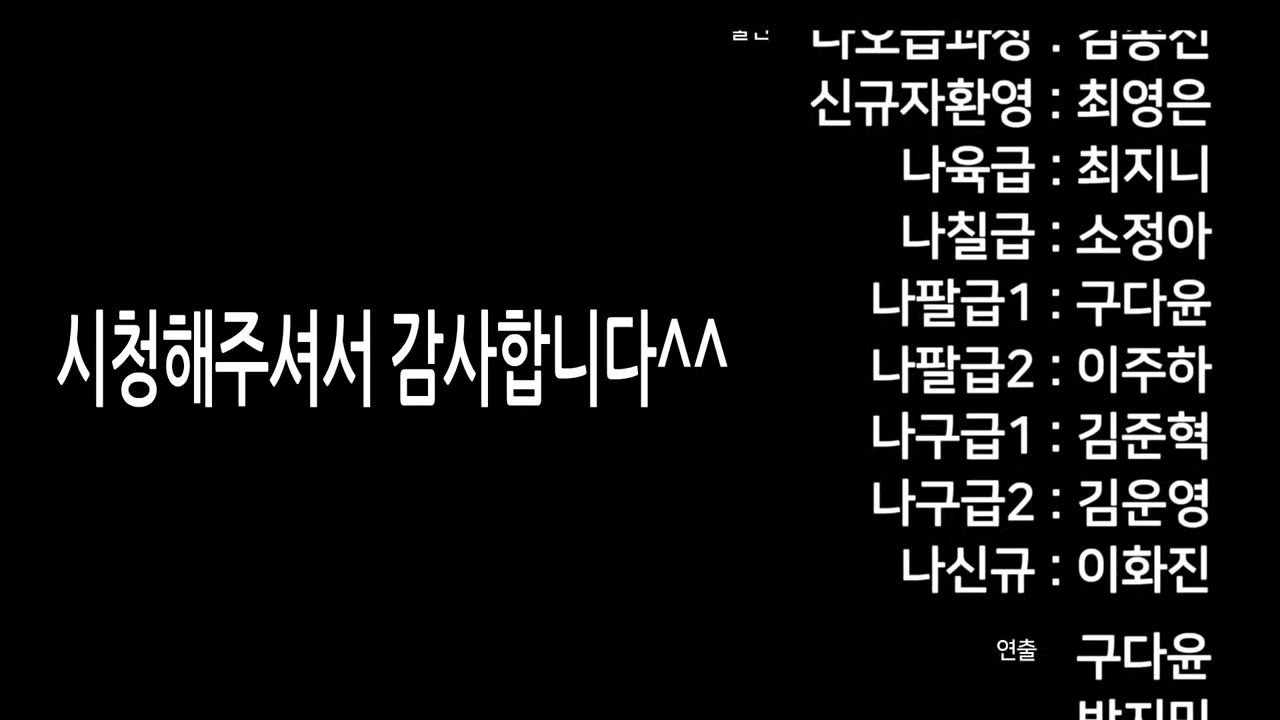 시청해주셔서 감사합니다^^
신규자환영 : 최영은
나육급 : 최지니
나칠급 : 소정아
나팔급1 : 구다윤
나팔급2 : 이주하
나구급1 : 김준혁
나구급2 : 김운영
나신규 : 이화진
연출 구다윤